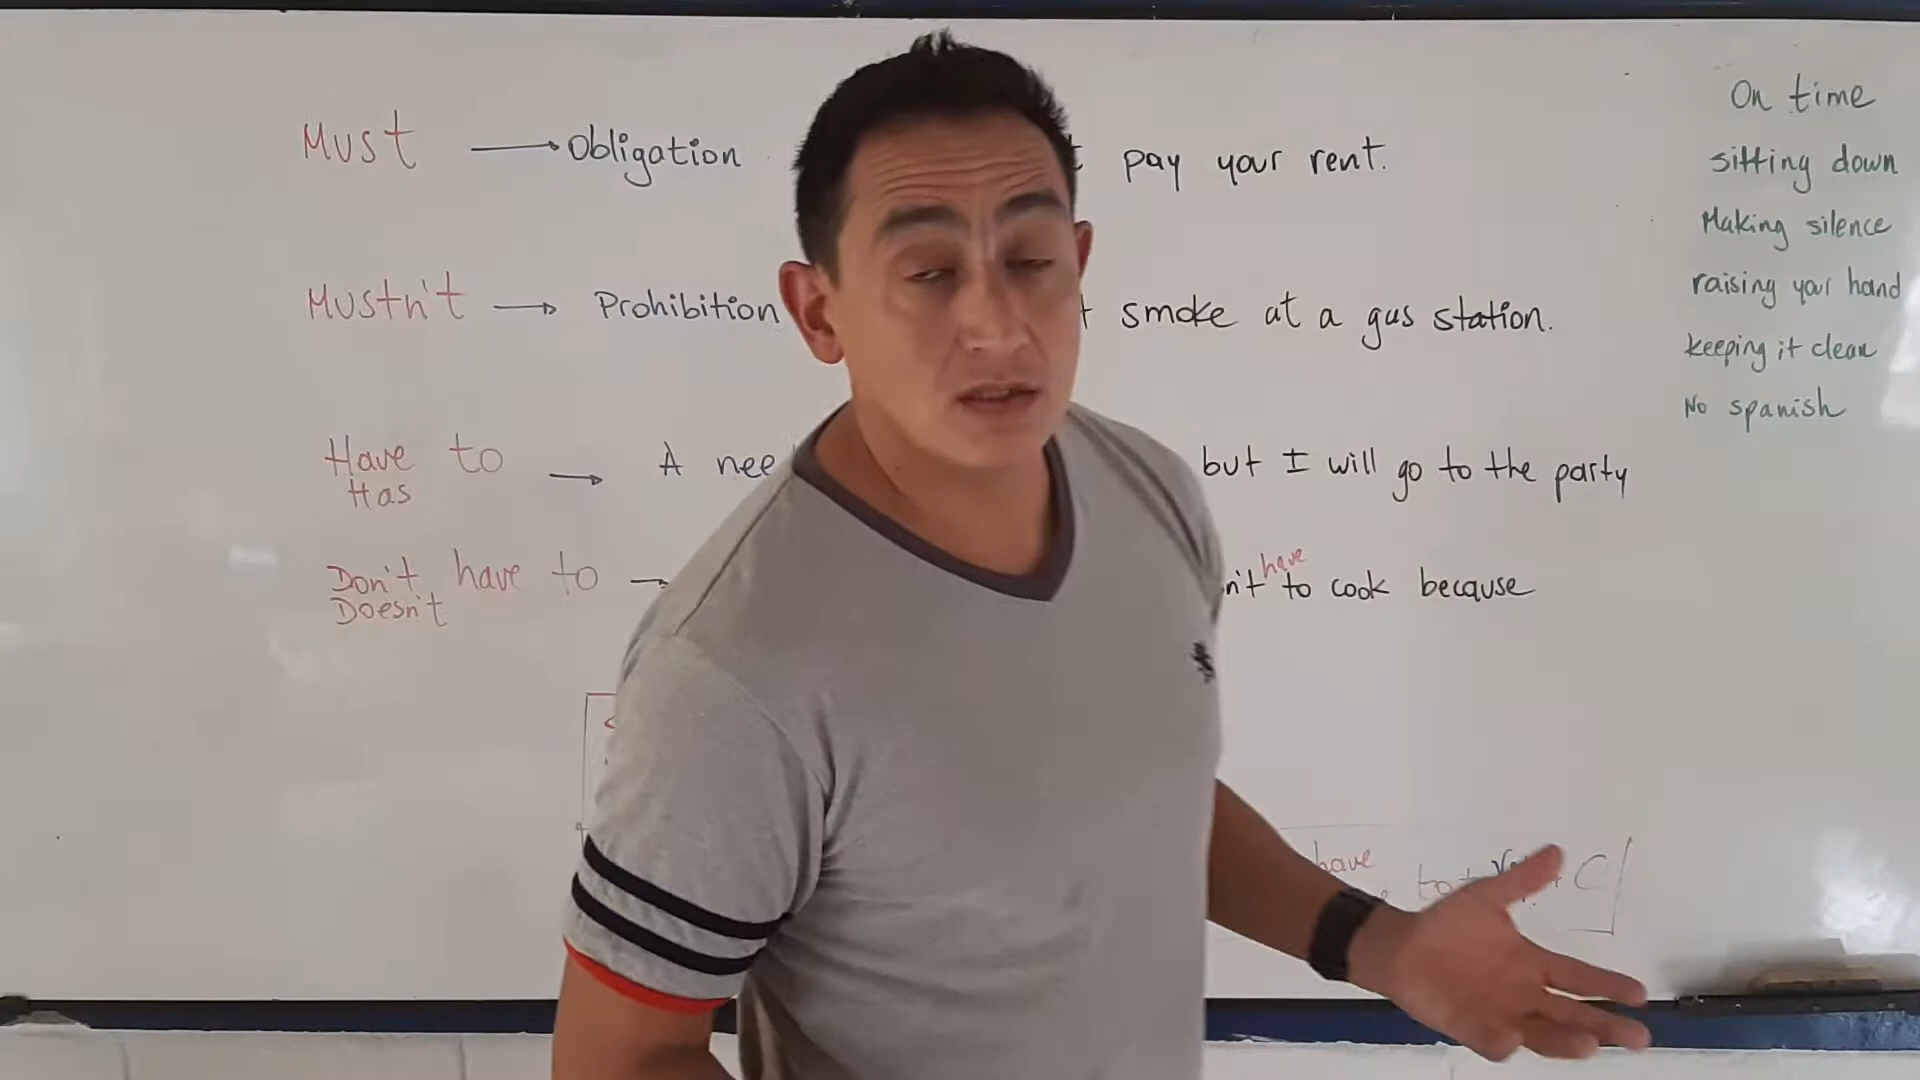 Must → Obligation pay your rent.
Mustn't → Prohibition smoke at a gas station.
Have to → A but I will go to the party
Has
Don't have to → have
Doesn't to cook because
have
to + C
On time
sitting down
Making silence
raising your hand
keeping it clean
No spanish